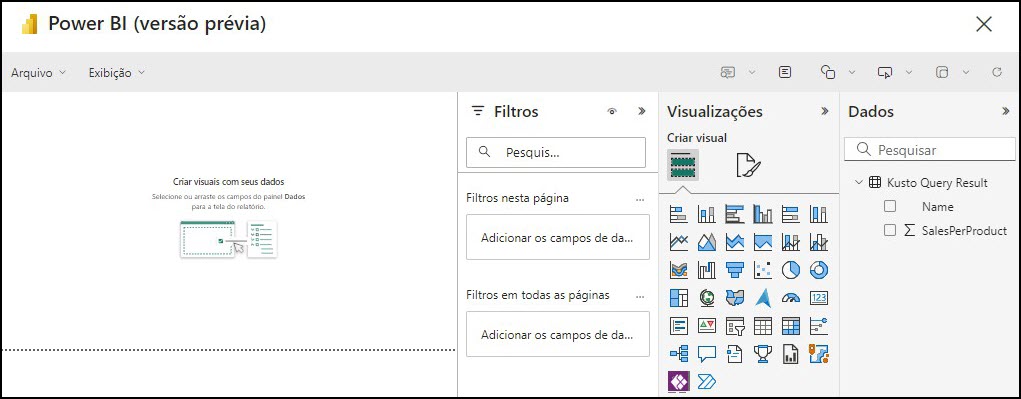 Power BI (versão prévia)
Arquivo
Exibição
Criar visuais com seus dados
Selecione ou arraste os campos do painel Dados
para a tela do relatório.
Filtros
Pesquis...
Filtros nesta página
...
Adicionar os campos de da...
Filtros em todas as páginas
...
Adicionar os campos de da...
Visualizações
Criar visual
123
Dados
Pesquisar
Kusto Query Result
Name
∑ SalesPerProduct